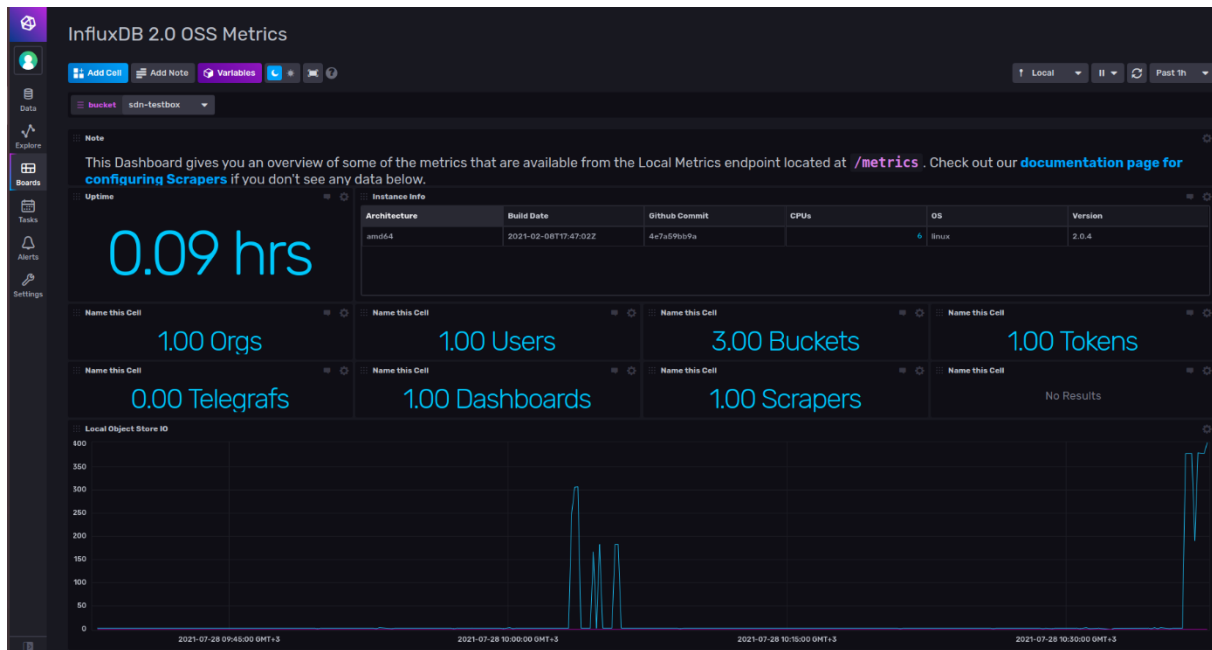 InfluxDB 2.0 OSS Metrics
Add Cell Add Note Variables Local Past 1h
bucket sdn-testbox
Data
Explore
Boards
Tasks
Alerts
Settings
Note
This Dashboard gives you an overview of some of the metrics that are available from the Local Metrics endpoint located at /metrics . Check out our documentation page for
configuring Scrapers if you don't see any data below.
Uptime
0.09 hrs
Instance Info
Architecture Build Date Github Commit CPUs OS Version
amd64 2021-02-08T17:47:02Z 4e7a59bb9a 6 linux 2.0.4
Name this Cell Name this Cell Name this Cell Name this Cell
1.00 Orgs 1.00 Users 3.00 Buckets 1.00 Tokens
Name this Cell Name this Cell Name this Cell Name this Cell
0.00 Telegrafs 1.00 Dashboards 1.00 Scrapers No Results
Local Object Store IO
400
350
300
250
200
150
100
50
0
2021-07-28 09:45:00 GMT+3 2021-07-28 10:00:00 GMT+3 2021-07-28 10:15:00 GMT+3 2021-07-28 10:30:00 GMT+3